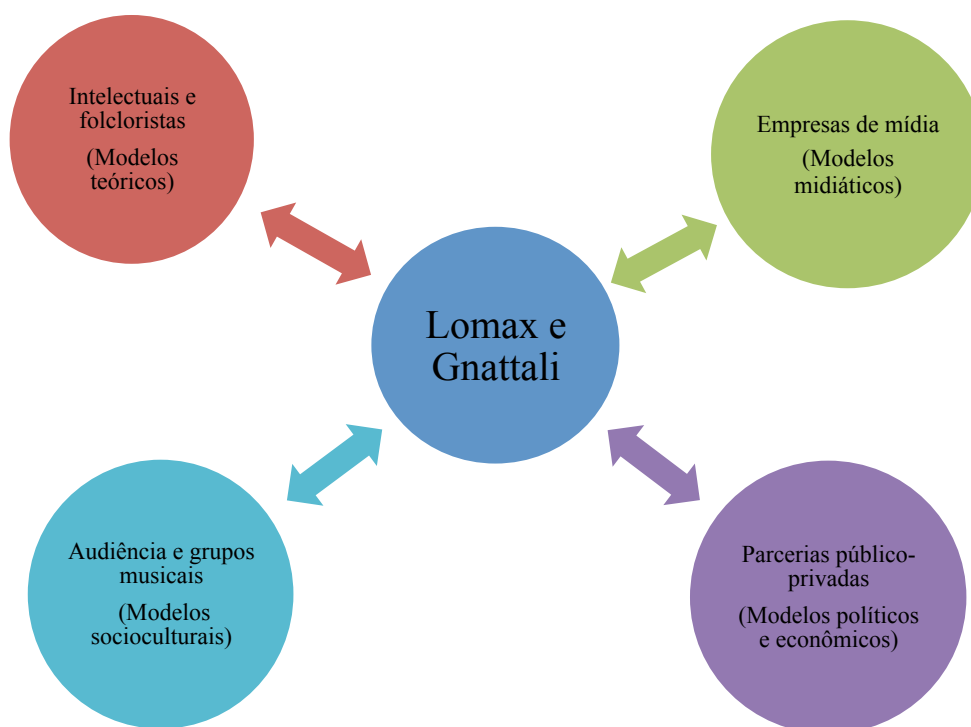 Intelectuais e
folcloristas
(Modelos
teóricos)
Empresas de mídia
(Modelos
midiáticos)
Lomax e
Gnattali
Audiência e grupos
musicais
(Modelos
socioculturais)
Parcerias público-
privadas
(Modelos políticos
e econômicos)